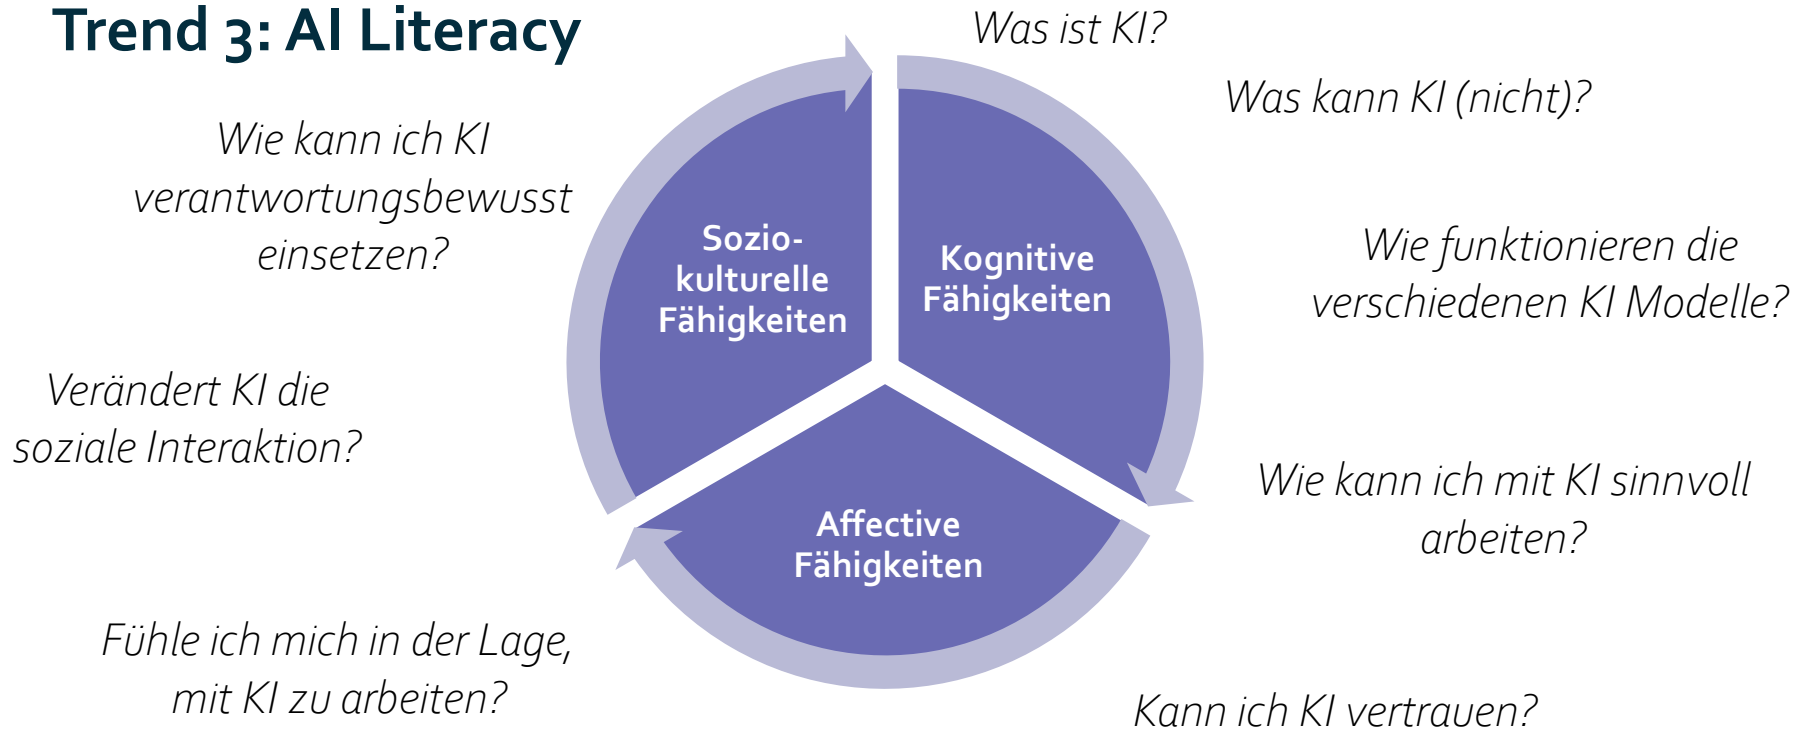 Trend 3: AI Literacy
Was ist KI?
Was kann KI (nicht)?
Wie funktionieren die
verschiedenen KI Modelle?
Wie kann ich mit KI sinnvoll
arbeiten?
Kann ich KI vertrauen?
Fühle ich mich in der Lage,
mit KI zu arbeiten?
Verändert KI die
soziale Interaktion?
Wie kann ich KI
verantwortungsbewusst
einsetzen?
Sozio-
kulturelle
Fähigkeiten
Kognitive
Fähigkeiten
Affective
Fähigkeiten